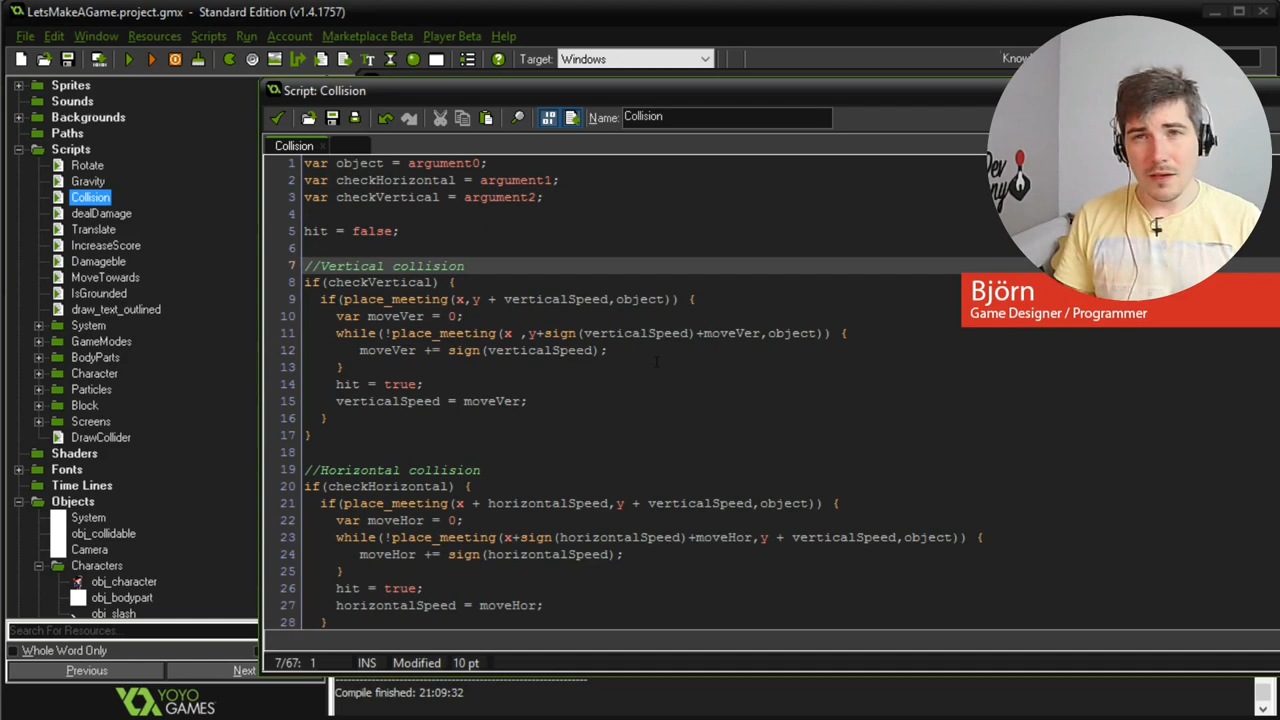 LetsMakeAGame.project.gmx - Standard Edition (v1.4.1757)
File Edit Window Resources Scripts Run Account Marketplace Beta Player Beta Help
Target: Windows
Sprites
Sounds
Backgrounds
Paths
Scripts
Rotate
Gravity
Collision
dealDamage
Translate
IncreaseScore
Damageable
MoveTowards
IsGrounded
draw_text_outlined
System
GameModes
BodyParts
Character
Particles
Block
Screens
DrawCollider
Shaders
Fonts
Time Lines
Objects
System
obj_collidable
Camera
Characters
obj_character
obj_bodypart
obj_slash
Search For Resources...
Whole Word Only
Previous Next
YOYO
GAMES™
Script: Collision
Name: Collision
Collision
1 var object = argument0;
2 var checkHorizontal = argument1;
3 var checkVertical = argument2;
4
5 hit = false;
6
7 //Vertical collision
8 if(checkVertical) {
9 if(place_meeting(x,y + verticalSpeed,object)) {
10 var moveVer = 0;
11 while(!place_meeting(x ,y+sign(verticalSpeed)+moveVer,object)) {
12 moveVer += sign(verticalSpeed);
13 }
14 hit = true;
15 verticalSpeed = moveVer;
16 }
17 }
18
19 //Horizontal collision
20 if(checkHorizontal) {
21 if(place_meeting(x + horizontalSpeed,y + verticalSpeed,object)) {
22 var moveHor = 0;
23 while(!place_meeting(x+sign(horizontalSpeed)+moveHor,y + verticalSpeed,object)) {
24 moveHor += sign(horizontalSpeed);
25 }
26 hit = true;
27 horizontalSpeed = moveHor;
28 }
7/67: 1 INS Modified 10 pt
Compile finished: 21:09:32
Björn
Game Designer / Programmer